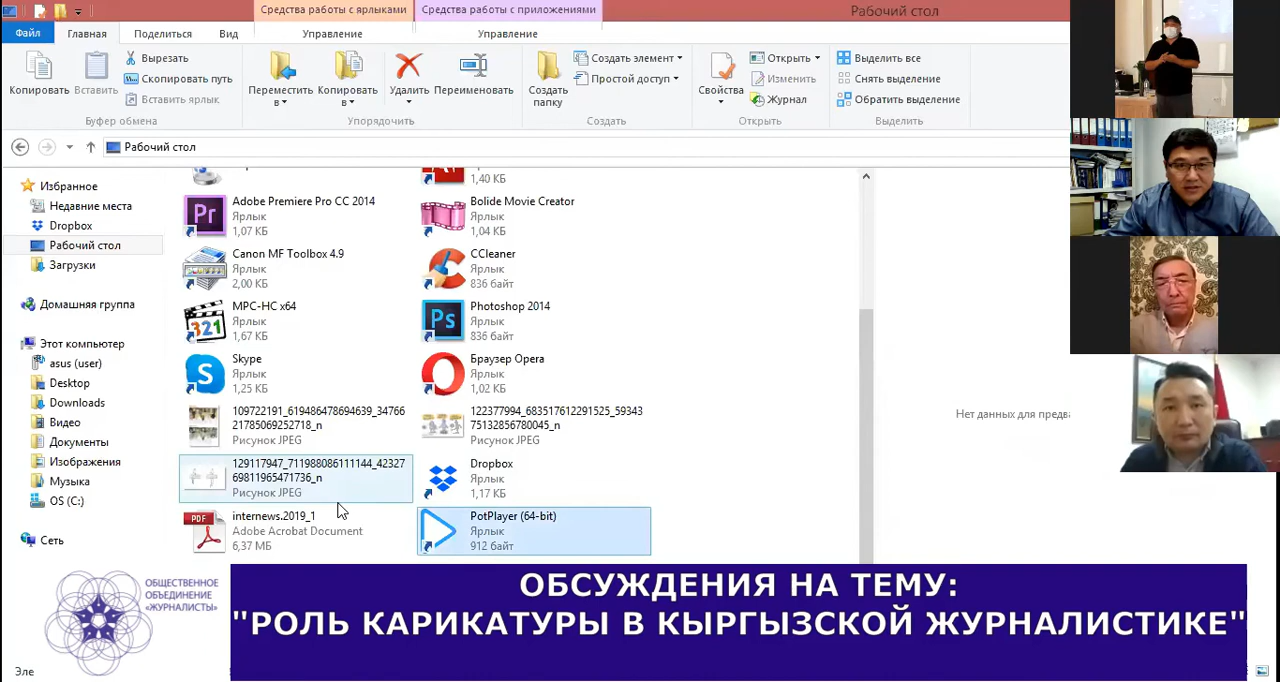 Средства работы с ярлыками
Средства работы с приложениями
Рабочий стол
Файл
Главная
Поделиться
Вид
Управление
Управление
Копировать
Вставить
Вырезать
Скопировать путь
Вставить ярлык
Буфер обмена
Переместить в
Копировать в
Удалить
Переименовать
Упорядочить
Создать папку
Создать элемент
Простой доступ
Создать
Свойства
Открыть
Изменить
Журнал
Открыть
Выделить все
Снять выделение
Обратить выделение
Выделить
Рабочий стол
Избранное
Недавние места
Dropbox
Рабочий стол
Загрузки
Домашняя группа
Этот компьютер
asus (user)
Desktop
Downloads
Видео
Документы
Изображения
Музыка
OS (C:)
Сеть
1,40 КБ
Adobe Premiere Pro CC 2014
Ярлык
1,07 КБ
Bolide Movie Creator
Ярлык
1,04 КБ
Canon MF Toolbox 4.9
Ярлык
2,00 КБ
CCleaner
Ярлык
836 байт
MPC-HC x64
Ярлык
1,67 КБ
Photoshop 2014
Ярлык
836 байт
Skype
Ярлык
1,25 КБ
Браузер Opera
Ярлык
1,02 КБ
109722191_619486478694639_34766
21785069252718_n
Рисунок JPEG
122377994_683517612291525_59343
75132856780045_n
Рисунок JPEG
129117947_711988086111144_42327
69811965471736_n
Рисунок JPEG
Dropbox
Ярлык
1,17 КБ
internews.2019_1
Adobe Acrobat Document
6,37 МБ
PotPlayer (64-bit)
Ярлык
912 байт
Нет данных для предва
ОБЩЕСТВЕННОЕ
ОБЪЕДИНЕНИЕ
«ЖУРНАЛИСТЫ»
ОБСУЖДЕНИЯ НА ТЕМУ:
"РОЛЬ КАРИКАТУРЫ В КЫРГЫЗСКОЙ ЖУРНАЛИСТИКЕ"
Эле